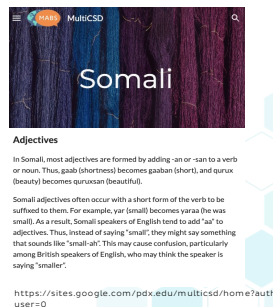 MABS MultiCSD
Somali
Adjectives
In Somali, most adjectives are formed by adding -an or -san to a verb
or noun. Thus, gaab (shortness) becomes gaaban (short), and qurux
(beauty) becomes quruxsan (beautiful).
Somali adjectives often occur with a short form of the verb to be
suffixed to them. For example, yar (small) becomes yaraa (he was
small). As a result, Somali speakers of English tend to add "aa" to
adjectives. Thus, instead of saying "small", they might say something
that sounds like "small-ah". This may cause confusion, particularly
among British speakers of English, who may think the speaker is
saying "smaller".
https://sites.google.com/pdx.edu/multicsd/home?auth
user=0